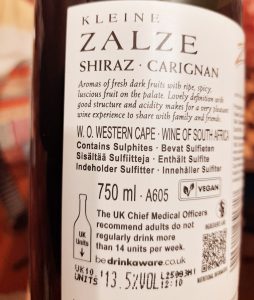 KLEINE
ZALZE
SHIRAZ · CARIGNAN
Aromas of fresh dark fruits with ripe, spicy,
luscious fruit on the palate. Lovely definition with
good structure and acidity makes for a very pleasant
wine experience to share with family and friends.
W.O. WESTERN CAPE · WINE OF SOUTH AFRICA
Contains Sulphites · Bevat Sulfieten
Sisältää Sulfiitteja · Enthält Sulfite
Indeholder Sulfitter · Innehåller Sulfiter
750 ml · A605
VEGAN
The UK Chief Medical Officers
recommend adults do not
regularly drink more
than 14 units per week.
UK
Units
bedrinkaware.co.uk
UK10
UNITS
13.5%VOL
12:10